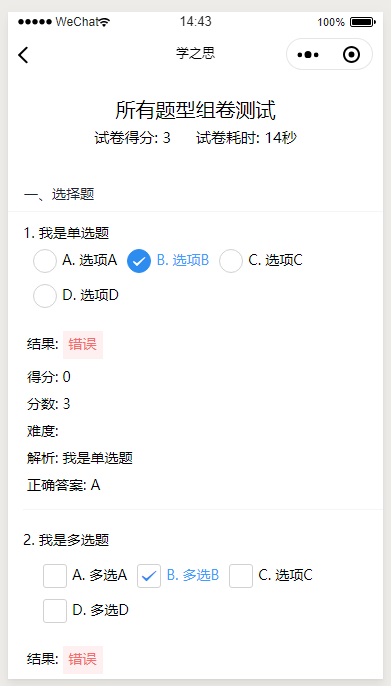 ●●●●● WeChat 14:43 100%
学之思
所有题型组卷测试
试卷得分: 3 试卷耗时: 14秒
一、选择题
1. 我是单选题
A. 选项A B. 选项B C. 选项C
D. 选项D
结果: 错误
得分: 0
分数: 3
难度:
解析: 我是单选题
正确答案: A
2. 我是多选题
A. 多选A B. 多选B C. 选项C
D. 多选D
结果: 错误